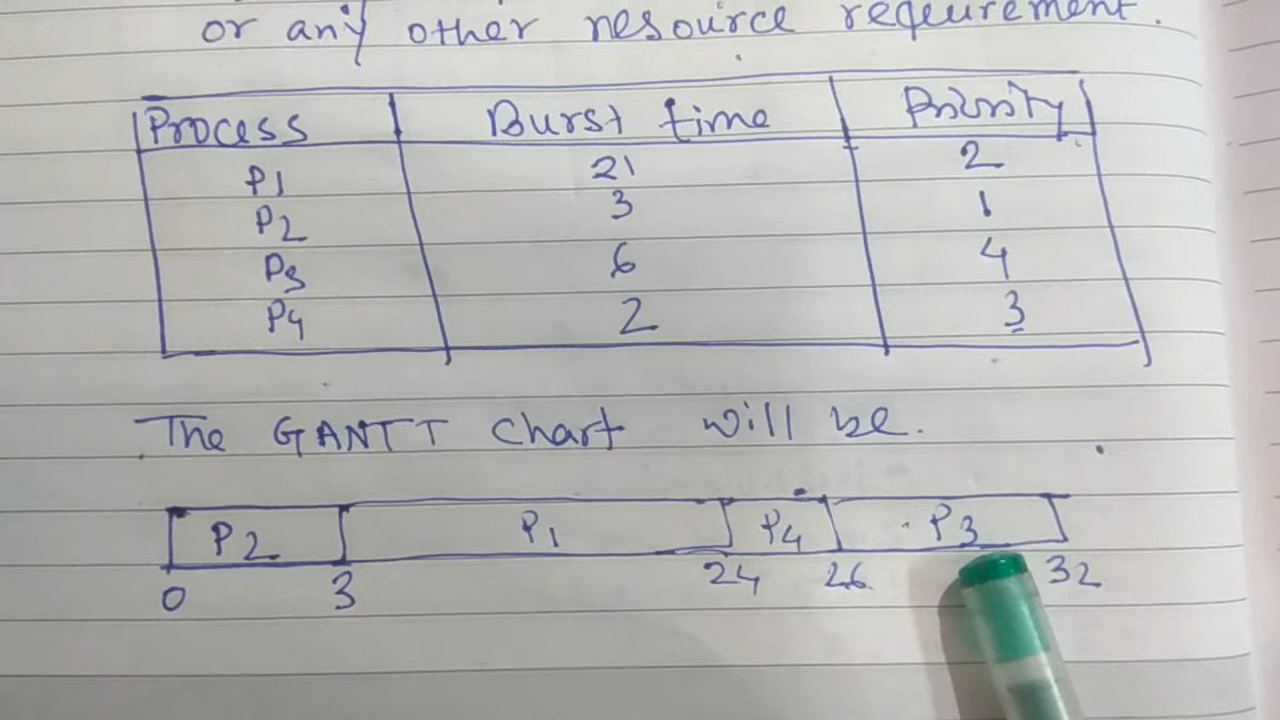 or any other resource requirement.
Process Burst time Priority
P1 21 2
P2 3 1
P3 6 4
P4 2 3
The GANTT chart will be.
P2 P1 P4 P3
0 3 24 26 32